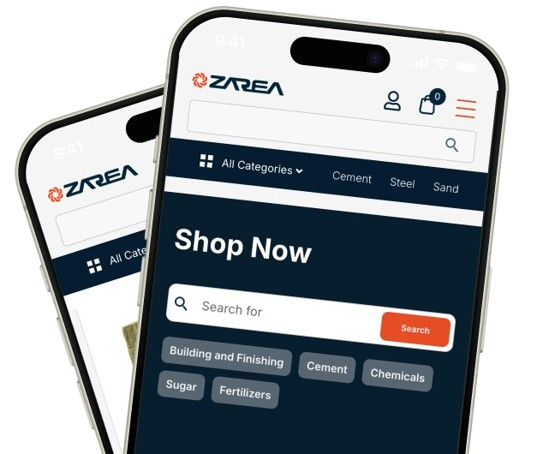 9:41
ZAREA
0
All Categories
Cement
Steel
Sand
Shop Now
Search for
Search
Building and Finishing
Cement
Chemicals
Sugar
Fertilizers
9:41
ZAREA
All Cate